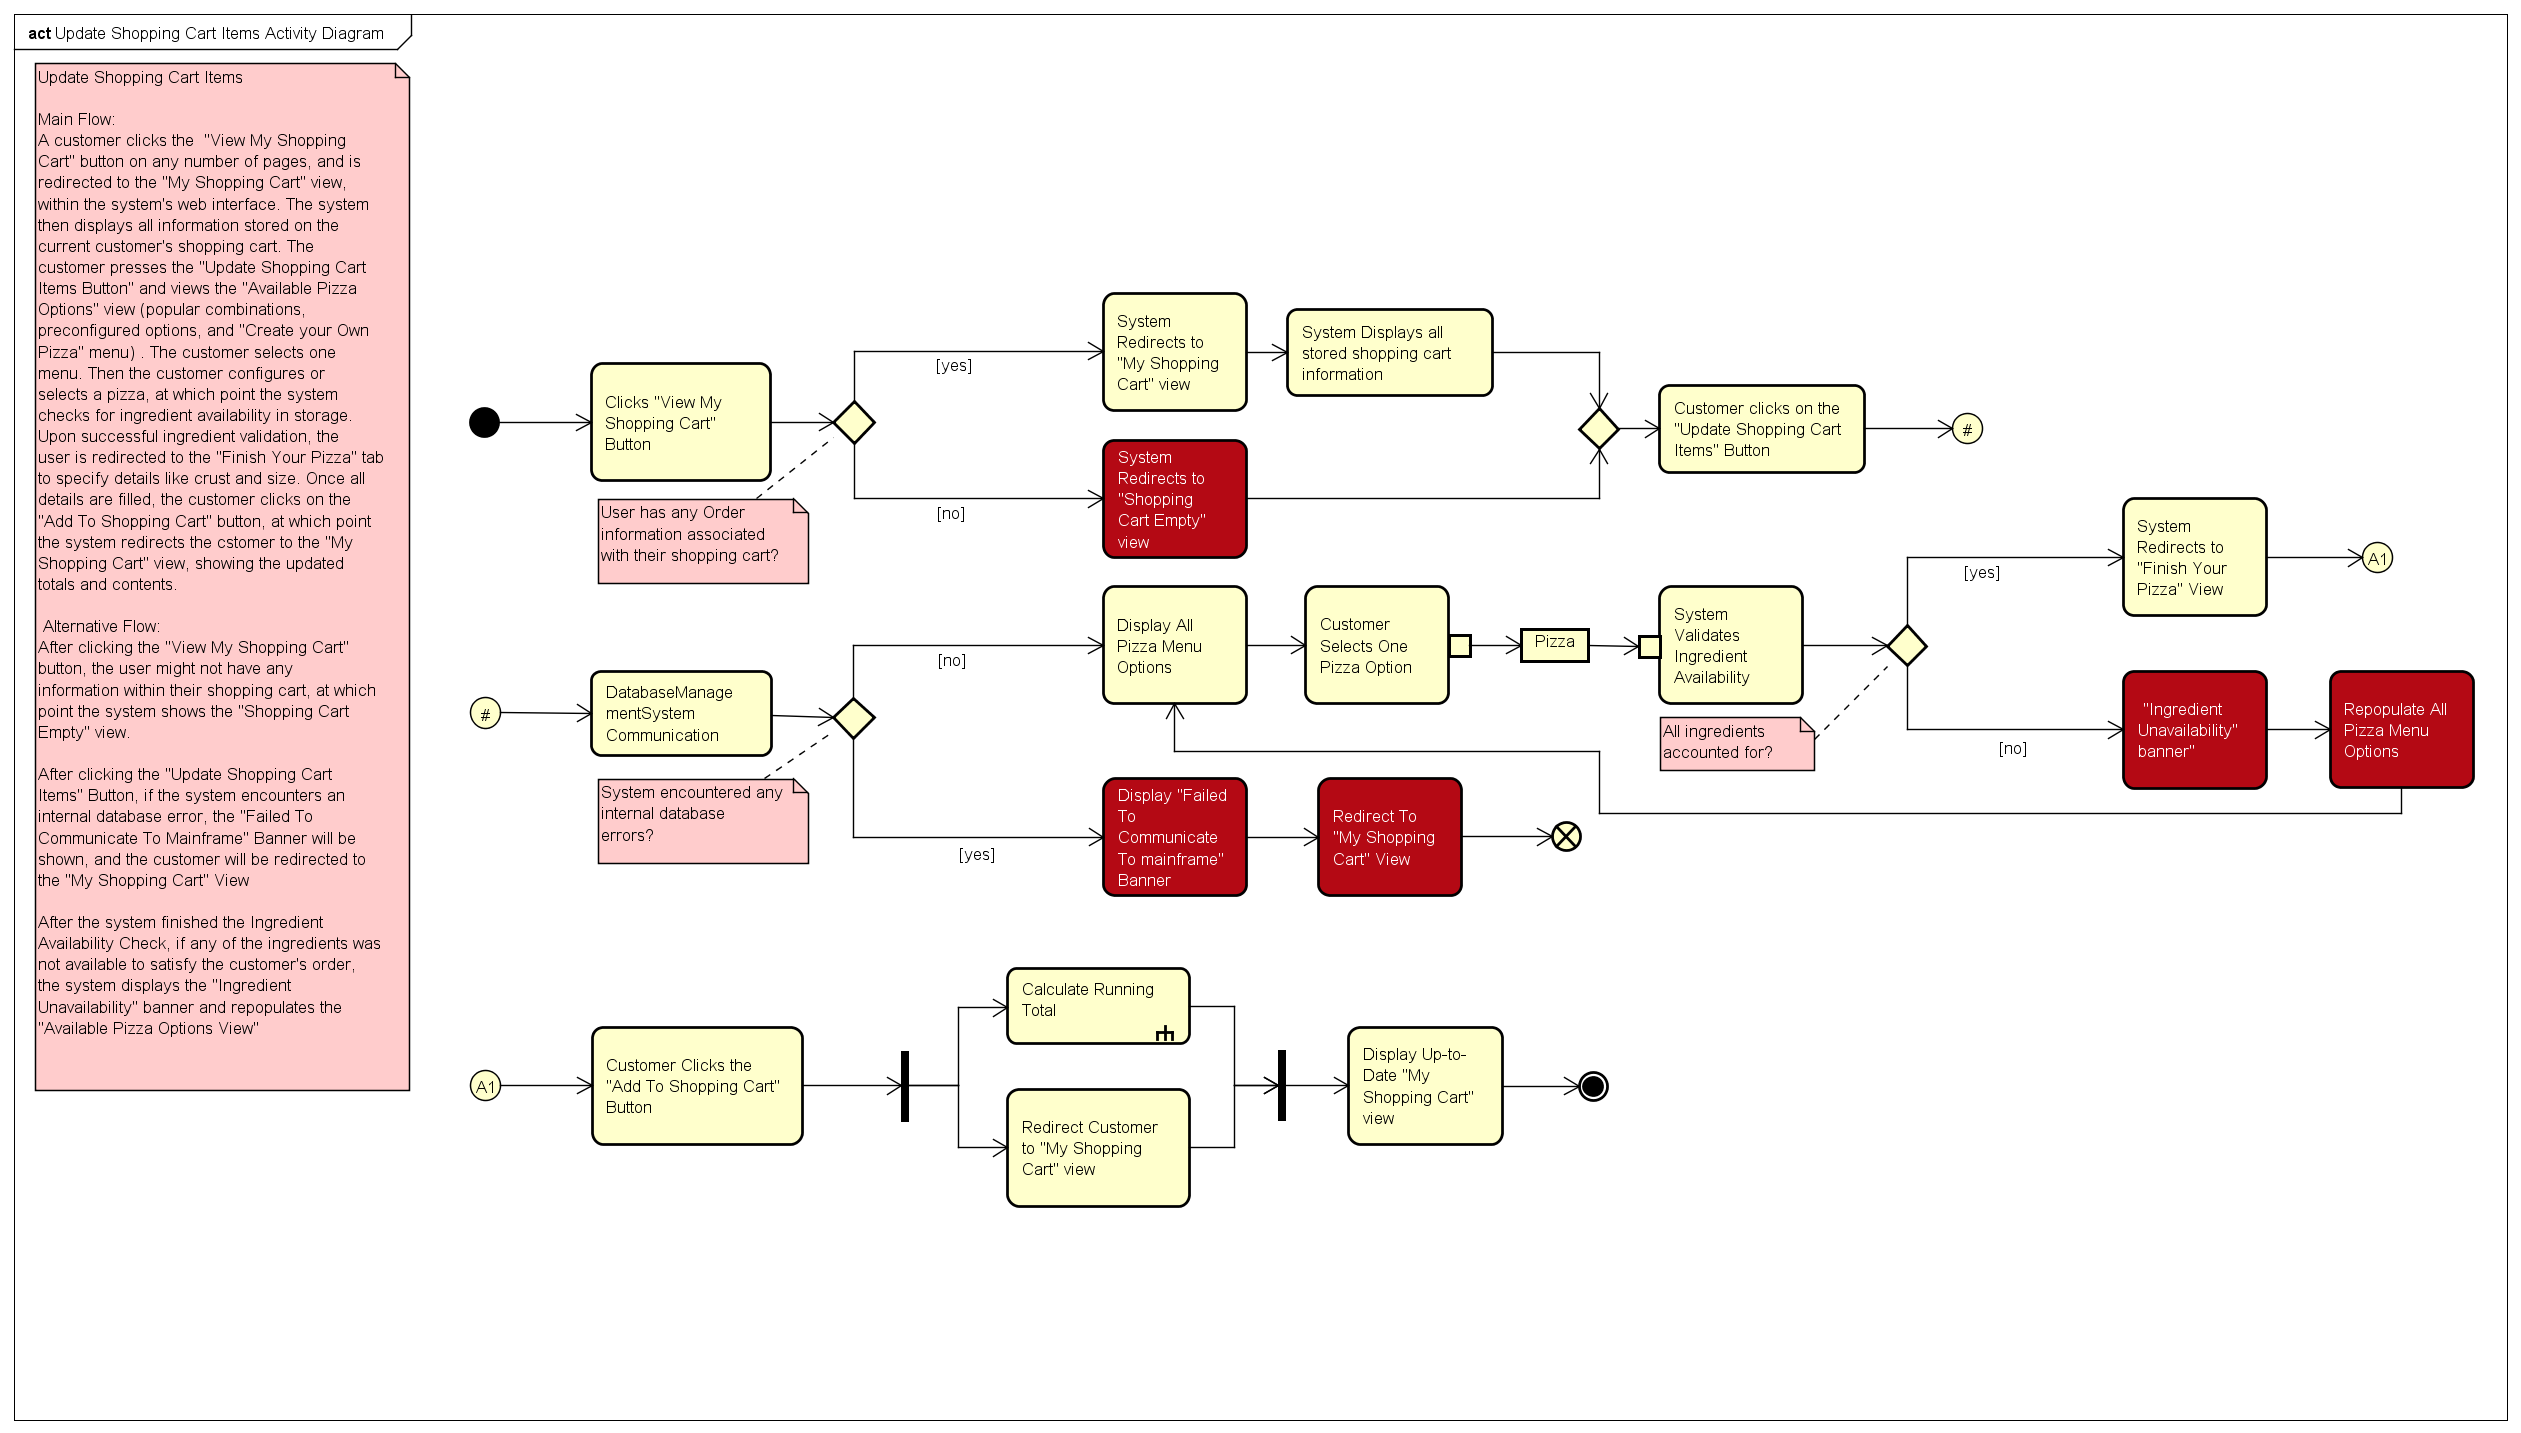 act Update Shopping Cart Items Activity Diagram
Update Shopping Cart Items
Main Flow:
A customer clicks the  "View My Shopping
Cart" button on any number of pages, and is
redirected to the "My Shopping Cart" view,
within the system's web interface. The system
then displays all information stored on the
current customer's shopping cart. The
customer presses the "Update Shopping Cart
Items Button" and views the "Available Pizza
Options" view (popular combinations,
preconfigured options, and "Create your Own
Pizza" menu) . The customer selects one
menu. Then the customer configures or
selects a pizza, at which point the system
checks for ingredient availability in storage.
Upon successful ingredient validation, the
user is redirected to the "Finish Your Pizza" tab
to specify details like crust and size. Once all
details are filled, the customer clicks on the
"Add To Shopping Cart" button, at which point
the system redirects the cstomer to the "My
Shopping Cart" view, showing the updated
totals and contents.
Alternative Flow:
After clicking the "View My Shopping Cart"
button, the user might not have any
information within their shopping cart, at which
point the system shows the "Shopping Cart
Empty" view.
After clicking the "Update Shopping Cart
Items" Button, if the system encounters an
internal database error, the "Failed To
Communicate To Mainframe" Banner will be
shown, and the customer will be redirected to
the "My Shopping Cart" View
After the system finished the Ingredient
Availability Check, if any of the ingredients was
not available to satisfy the customer's order,
the system displays the "Ingredient
Unavailability" banner and repopulates the
"Available Pizza Options View"
Clicks "View My
Shopping Cart"
Button
User has any Order
information associated
with their shopping cart?
[yes]
[no]
System
Redirects to
"My Shopping
Cart" view
System Displays all
stored shopping cart
information
System
Redirects to
"Shopping
Cart Empty"
view
Customer clicks on the
"Update Shopping Cart
Items" Button
#
#
DatabaseManage
mentSystem
Communication
System encountered any
internal database
errors?
[no]
[yes]
Display All
Pizza Menu
Options
Customer
Selects One
Pizza Option
Pizza
System
Validates
Ingredient
Availability
All ingredients
accounted for?
[yes]
[no]
System
Redirects to
"Finish Your
Pizza" View
A1
"Ingredient
Unavailability"
banner"
Repopulate All
Pizza Menu
Options
Display "Failed
To
Communicate
To mainframe"
Banner
Redirect To
"My Shopping
Cart" View
A1
Customer Clicks the
"Add To Shopping Cart"
Button
Calculate Running
Total
Redirect Customer
to "My Shopping
Cart" view
Display Up-to-
Date "My
Shopping Cart"
view